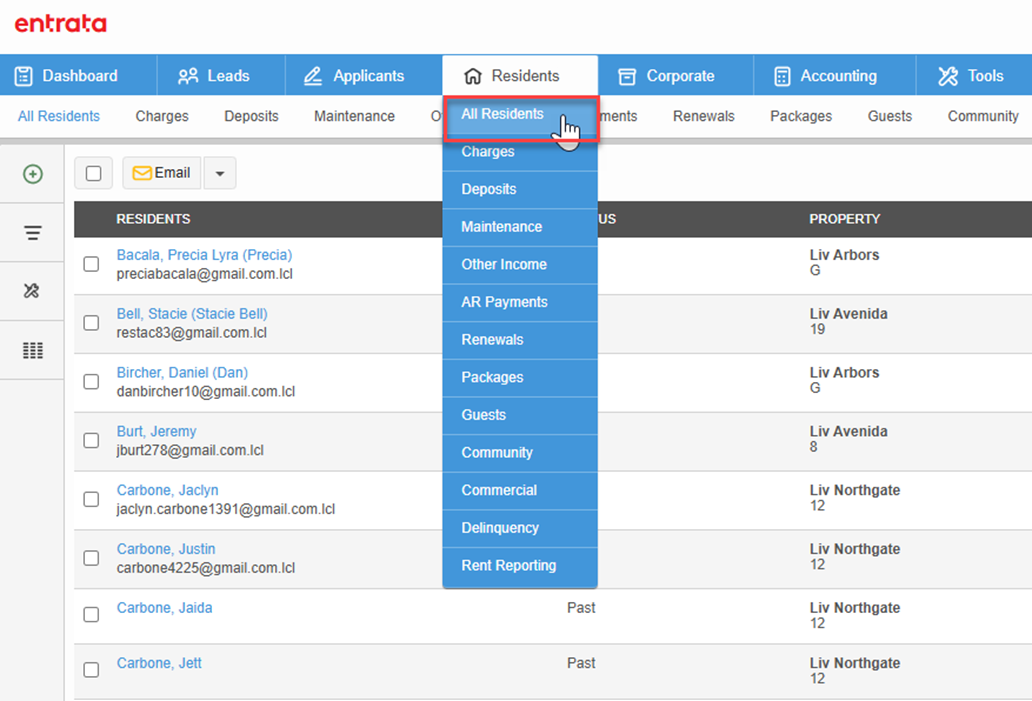 entrata
Dashboard Leads Applicants Residents Corporate Accounting Tools
All Residents Charges Deposits Maintenance O ments Renewals Packages Guests Community
All Residents
Charges
Deposits
Maintenance
Other Income
AR Payments
Renewals
Packages
Guests
Community
Commercial
Delinquency
Rent Reporting
Email
RESIDENTS US PROPERTY
Bacala, Precia Lyra (Precia) Liv Arbors
preciabacala@gmail.com.lcl G
Bell, Stacie (Stacie Bell) Liv Avenida
restac83@gmail.com.lcl 19
Bircher, Daniel (Dan) Liv Arbors
danbircher10@gmail.com.lcl G
Burt, Jeremy Liv Avenida
jburt278@gmail.com.lcl 8
Carbone, Jaclyn Liv Northgate
jaclyn.carbone1391@gmail.com.lcl 12
Carbone, Justin Liv Northgate
carbone4225@gmail.com.lcl 12
Carbone, Jaida Past Liv Northgate
12
Carbone, Jett Past Liv Northgate
12